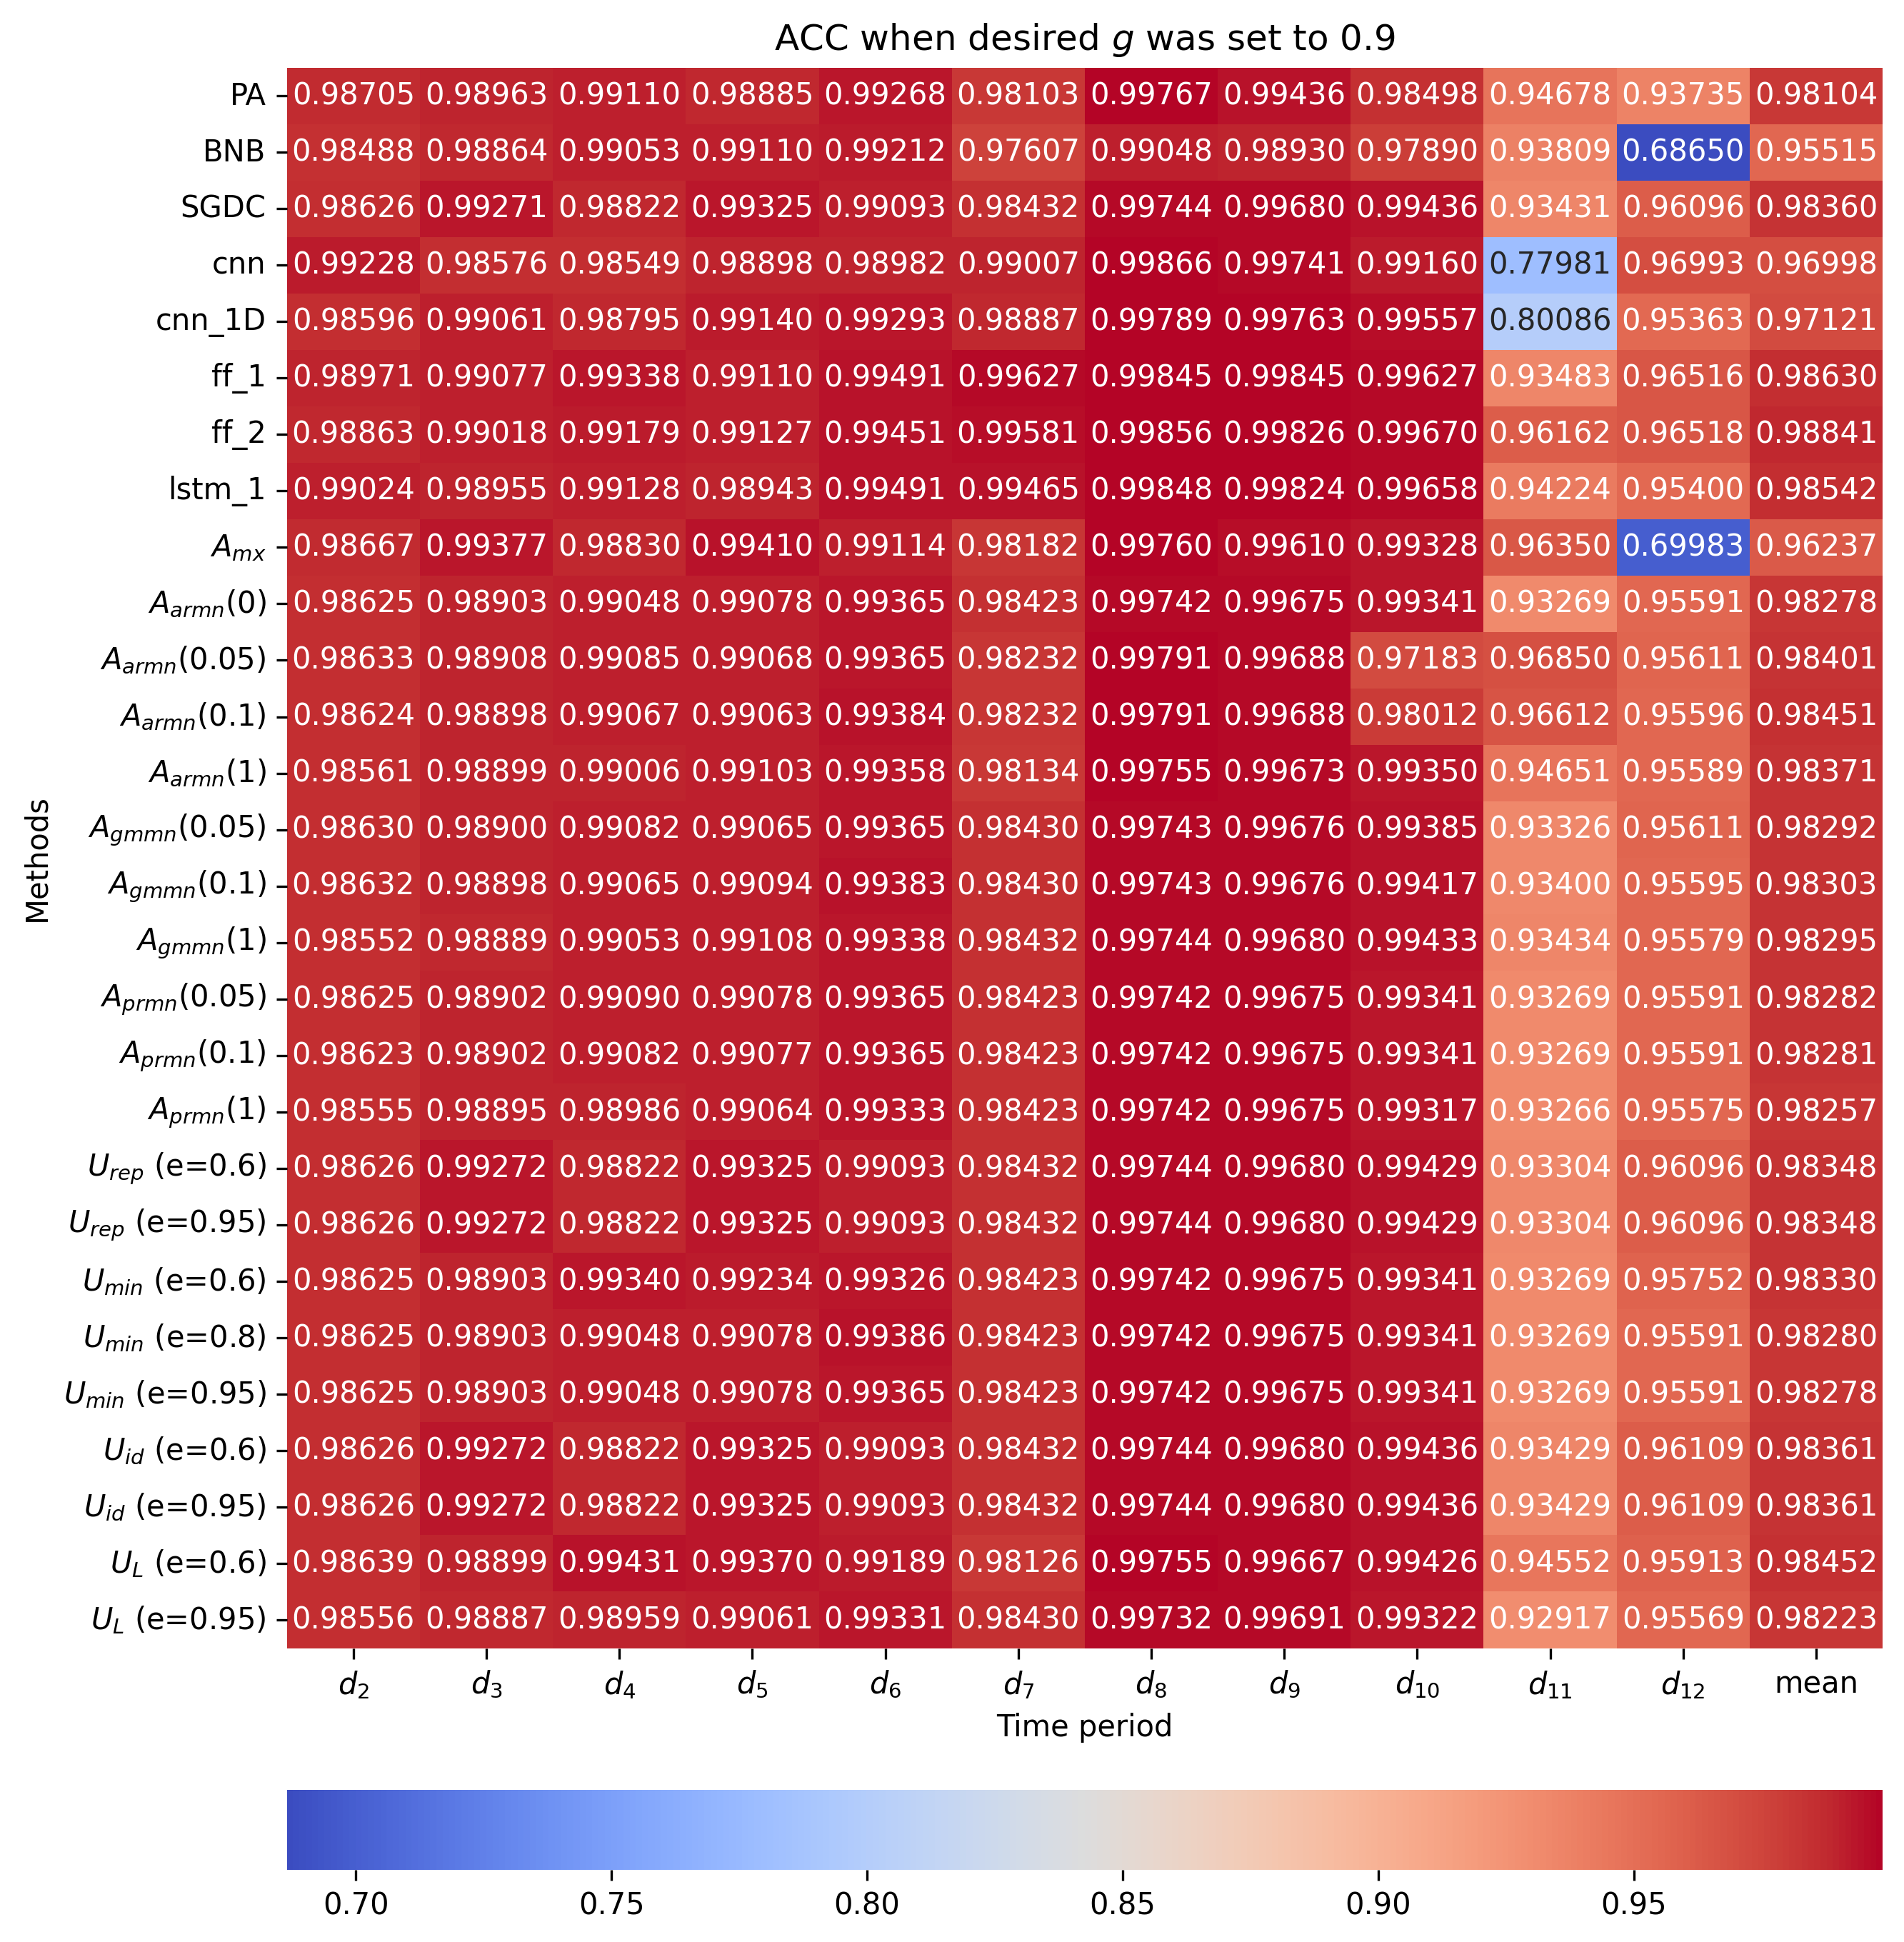 ACC when desired g was set to 0.9
Methods
PA 0.98705 0.98963 0.99110 0.98885 0.99268 0.98103 0.99767 0.99436 0.98498 0.94678 0.93735 0.98104
BNB 0.98488 0.98864 0.99053 0.99110 0.99212 0.97607 0.99048 0.98930 0.97890 0.93809 0.68650 0.95515
SGDC 0.98626 0.99271 0.98822 0.99325 0.99093 0.98432 0.99744 0.99680 0.99436 0.93431 0.96096 0.98360
cnn 0.99228 0.98576 0.98549 0.98898 0.98982 0.99007 0.99866 0.99741 0.99160 0.77981 0.96993 0.96998
cnn_1D 0.98596 0.99061 0.98795 0.99140 0.99293 0.98887 0.99789 0.99763 0.99557 0.80086 0.95363 0.97121
ff_1 0.98971 0.99077 0.99338 0.99110 0.99491 0.99627 0.99845 0.99845 0.99627 0.93483 0.96516 0.98630
ff_2 0.98863 0.99018 0.99179 0.99127 0.99451 0.99581 0.99856 0.99826 0.99670 0.96162 0.96518 0.98841
lstm_1 0.99024 0.98955 0.99128 0.98943 0.99491 0.99465 0.99848 0.99824 0.99658 0.94224 0.95400 0.98542
A_mx 0.98667 0.99377 0.98830 0.99410 0.99114 0.98182 0.99760 0.99610 0.99328 0.96350 0.69983 0.96237
A_armn(0) 0.98625 0.98903 0.99048 0.99078 0.99365 0.98423 0.99742 0.99675 0.99341 0.93269 0.95591 0.98278
A_armn(0.05) 0.98633 0.98908 0.99085 0.99068 0.99365 0.98232 0.99791 0.99688 0.97183 0.96850 0.95611 0.98401
A_armn(0.1) 0.98624 0.98898 0.99067 0.99063 0.99384 0.98232 0.99791 0.99688 0.98012 0.96612 0.95596 0.98451
A_armn(1) 0.98561 0.98899 0.99006 0.99103 0.99358 0.98134 0.99755 0.99673 0.99350 0.94651 0.95589 0.98371
A_gmmn(0.05) 0.98630 0.98900 0.99082 0.99065 0.99365 0.98430 0.99743 0.99676 0.99385 0.93326 0.95611 0.98292
A_gmmn(0.1) 0.98632 0.98898 0.99065 0.99094 0.99383 0.98430 0.99743 0.99676 0.99417 0.93400 0.95595 0.98303
A_gmmn(1) 0.98552 0.98889 0.99053 0.99108 0.99338 0.98432 0.99744 0.99680 0.99433 0.93434 0.95579 0.98295
A_prmn(0.05) 0.98625 0.98902 0.99090 0.99078 0.99365 0.98423 0.99742 0.99675 0.99341 0.93269 0.95591 0.98282
A_prmn(0.1) 0.98623 0.98902 0.99082 0.99077 0.99365 0.98423 0.99742 0.99675 0.99341 0.93269 0.95591 0.98281
A_prmn(1) 0.98555 0.98895 0.98986 0.99064 0.99333 0.98423 0.99742 0.99675 0.99317 0.93266 0.95575 0.98257
U_rep (e=0.6) 0.98626 0.99272 0.98822 0.99325 0.99093 0.98432 0.99744 0.99680 0.99429 0.93304 0.96096 0.98348
U_rep (e=0.95) 0.98626 0.99272 0.98822 0.99325 0.99093 0.98432 0.99744 0.99680 0.99429 0.93304 0.96096 0.98348
U_min (e=0.6) 0.98625 0.98903 0.99340 0.99234 0.99326 0.98423 0.99742 0.99675 0.99341 0.93269 0.95752 0.98330
U_min (e=0.8) 0.98625 0.98903 0.99048 0.99078 0.99386 0.98423 0.99742 0.99675 0.99341 0.93269 0.95591 0.98280
U_min (e=0.95) 0.98625 0.98903 0.99048 0.99078 0.99365 0.98423 0.99742 0.99675 0.99341 0.93269 0.95591 0.98278
U_id (e=0.6) 0.98626 0.99272 0.98822 0.99325 0.99093 0.98432 0.99744 0.99680 0.99436 0.93429 0.96109 0.98361
U_id (e=0.95) 0.98626 0.99272 0.98822 0.99325 0.99093 0.98432 0.99744 0.99680 0.99436 0.93429 0.96109 0.98361
U_L (e=0.6) 0.98639 0.98899 0.99431 0.99370 0.99189 0.98126 0.99755 0.99667 0.99426 0.94552 0.95913 0.98452
U_L (e=0.95) 0.98556 0.98887 0.98959 0.99061 0.99331 0.98430 0.99732 0.99691 0.99322 0.92917 0.95569 0.98223
d_2 d_3 d_4 d_5 d_6 d_7 d_8 d_9 d_10 d_11 d_12 mean
Time period
0.70 0.75 0.80 0.85 0.90 0.95